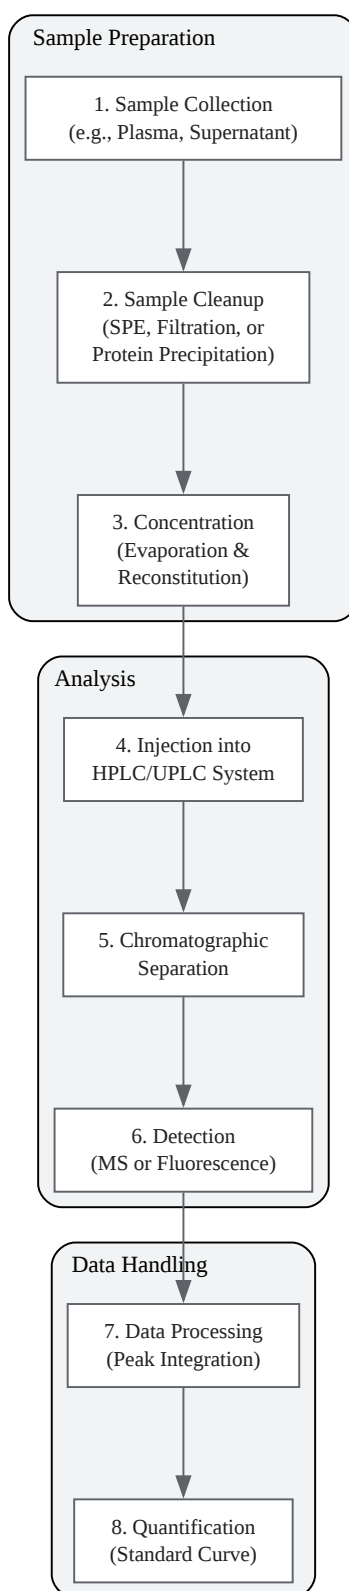 Sample Preparation
1. Sample Collection
(e.g., Plasma, Supernatant)
2. Sample Cleanup
(SPE, Filtration, or
Protein Precipitation)
3. Concentration
(Evaporation &
Reconstitution)
Analysis
4. Injection into
HPLC/UPLC System
5. Chromatographic
Separation
6. Detection
(MS or Fluorescence)
Data Handling
7. Data Processing
(Peak Integration)
8. Quantification
(Standard Curve)